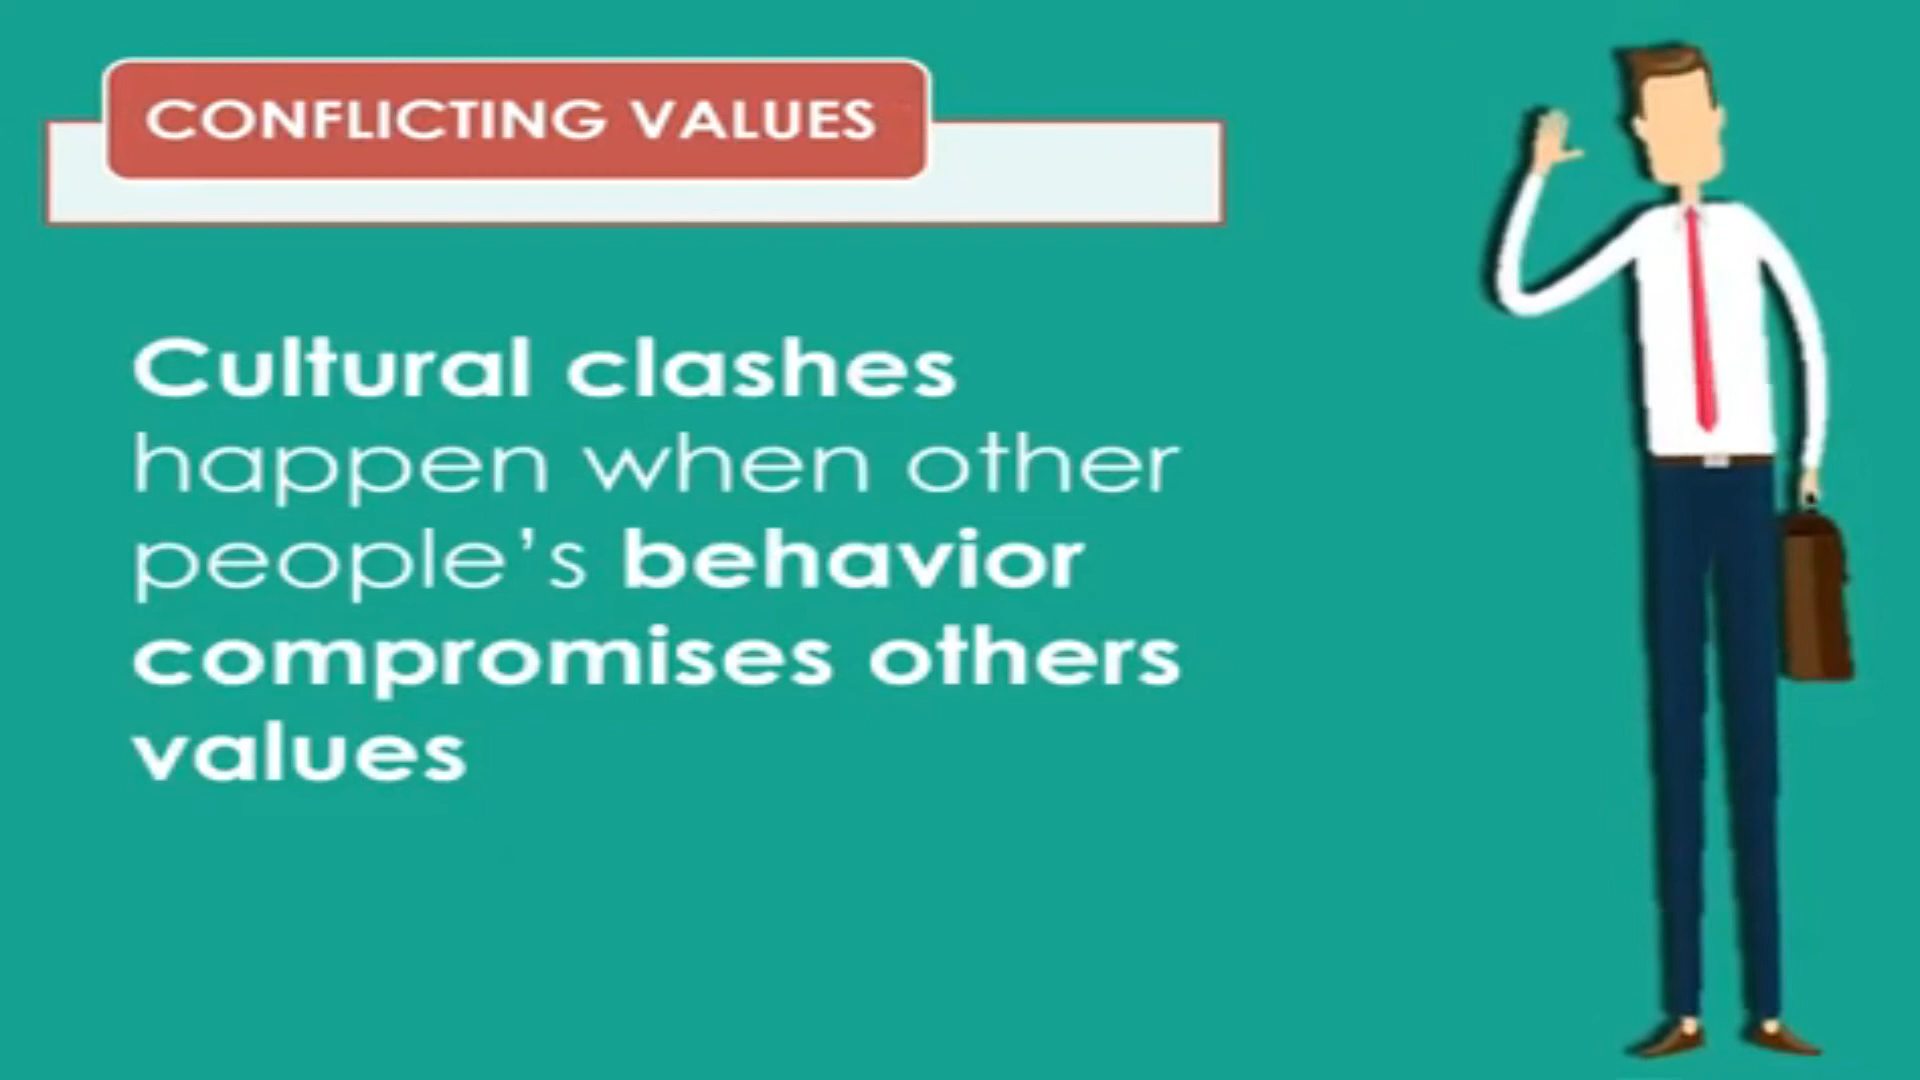 CONFLICTING VALUES
Cultural clashes
happen when other
people’s behavior
compromises others
values